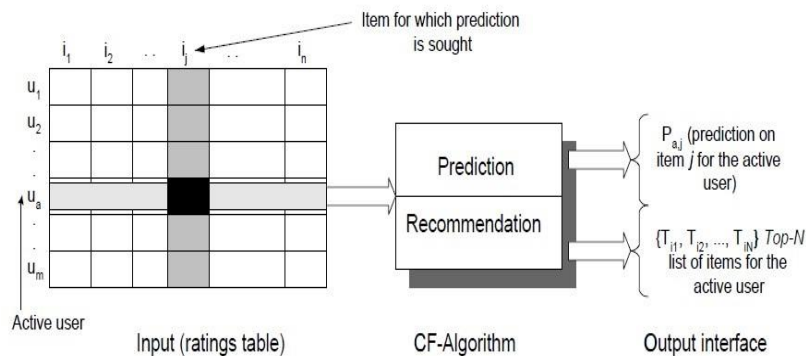 Item for which prediction
is sought
i1 i2 . . ij . . in
u1
u2
.
.
ua
.
.
um
Active user
Input (ratings table)
Prediction
Recommendation
CF-Algorithm
Pa,j (prediction on
item j for the active
user)
{Ti1, Ti2, ..., TiN} Top-N
list of items for the
active user
Output interface